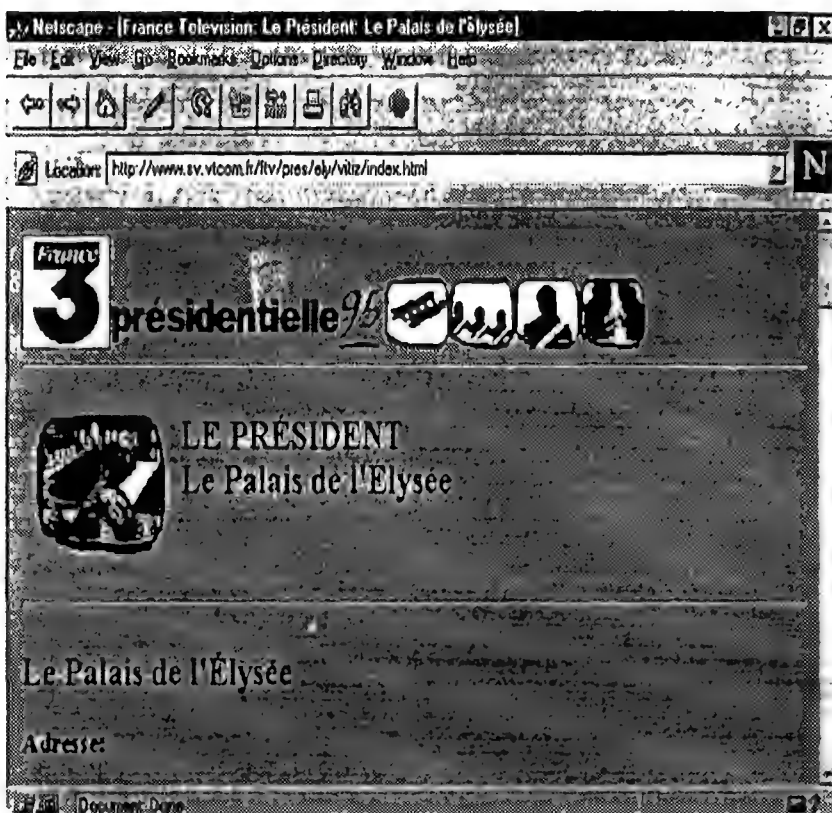 Netscape - [France Television: Le Président: Le Palais de l'Élysée]
File Edit View Go Bookmarks Options Directory Window Help
Location: http://www.sv.vtcom.fr/ftv/pres/ely/vitiz/index.html
N
France
3
présidentielle 95
LE PRÉSIDENT
Le Palais de l'Élysée
Le Palais de l'Élysée
Adresse:
Document: Done